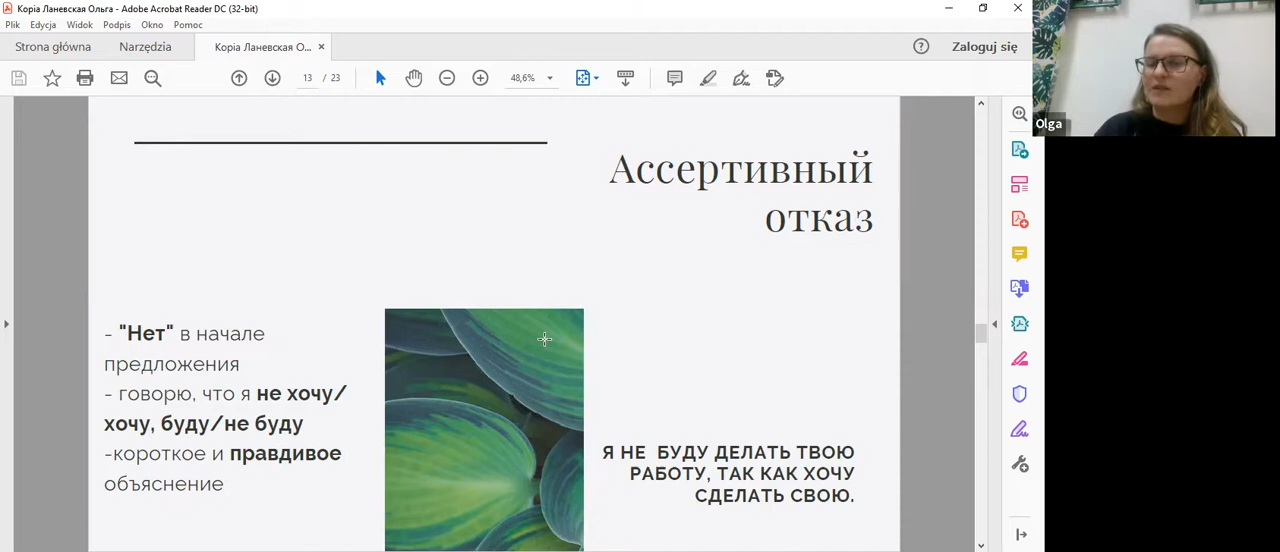 Kopia Ланевская Ольга - Adobe Acrobat Reader DC (32-bit)
Plik Edycja Widok Podpis Okno Pomoc
Strona główna Narzędzia Kopia Ланевская О... × Zaloguj się
13 / 23 48,6%
Olga
Ассертивный
отказ
- "Нет" в начале
предложения
- говорю, что я не хочу/
хочу, буду/не буду
-короткое и правдивое
объяснение
Я НЕ БУДУ ДЕЛАТЬ ТВОЮ
РАБОТУ, ТАК КАК ХОЧУ
СДЕЛАТЬ СВОЮ.